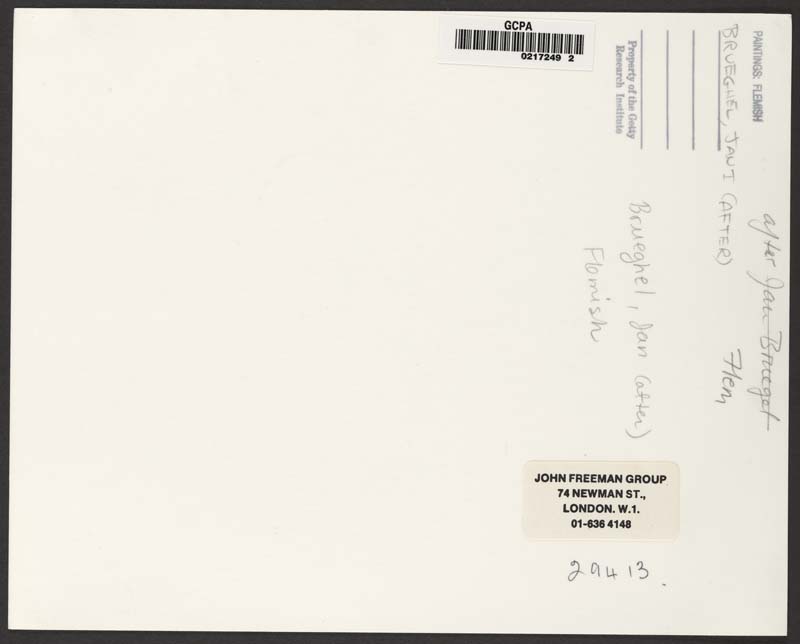 GCPA
0217249 2
Property of the Getty
Research Institute
PAINTINGS: FLEMISH
BRUEGHEL, JAN I (AFTER)
after Jan Bruegel
Flem,
Brueghel, Jan (after)
Flemish
JOHN FREEMAN GROUP
74 NEWMAN ST.,
LONDON. W.1.
01-636 4148
29413.